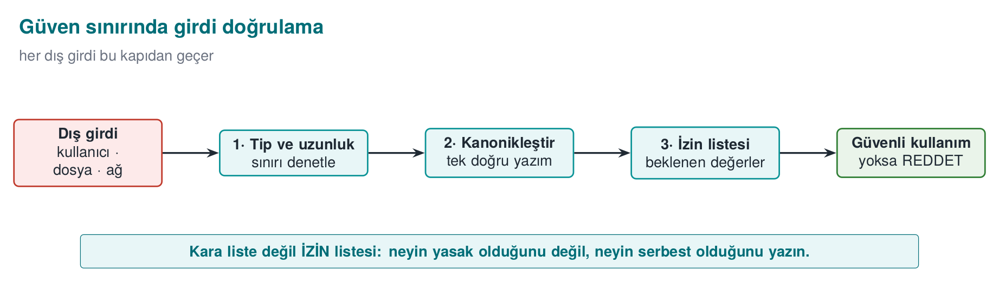 Güven sınırında girdi doğrulama
her dış girdi bu kapıdan geçer
Dış girdi
kullanıcı ·
dosya · ağ
1· Tip ve uzunluk
sınırı denetle
2· Kanonikleştir
tek doğru yazım
3· İzin listesi
beklenen değerler
Güvenli kullanım
yoksa REDDET
Kara liste değil İZİN listesi: neyin yasak olduğunu değil, neyin serbest olduğunu yazın.